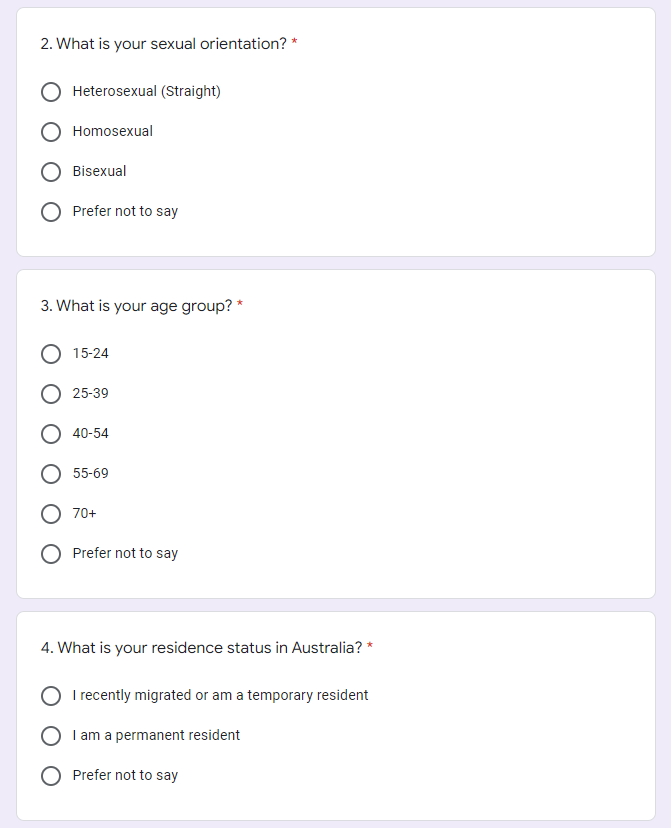 2. What is your sexual orientation? *
Heterosexual (Straight)
Homosexual
Bisexual
Prefer not to say
3. What is your age group? *
15-24
25-39
40-54
55-69
70+
Prefer not to say
4. What is your residence status in Australia? *
I recently migrated or am a temporary resident
I am a permanent resident
Prefer not to say